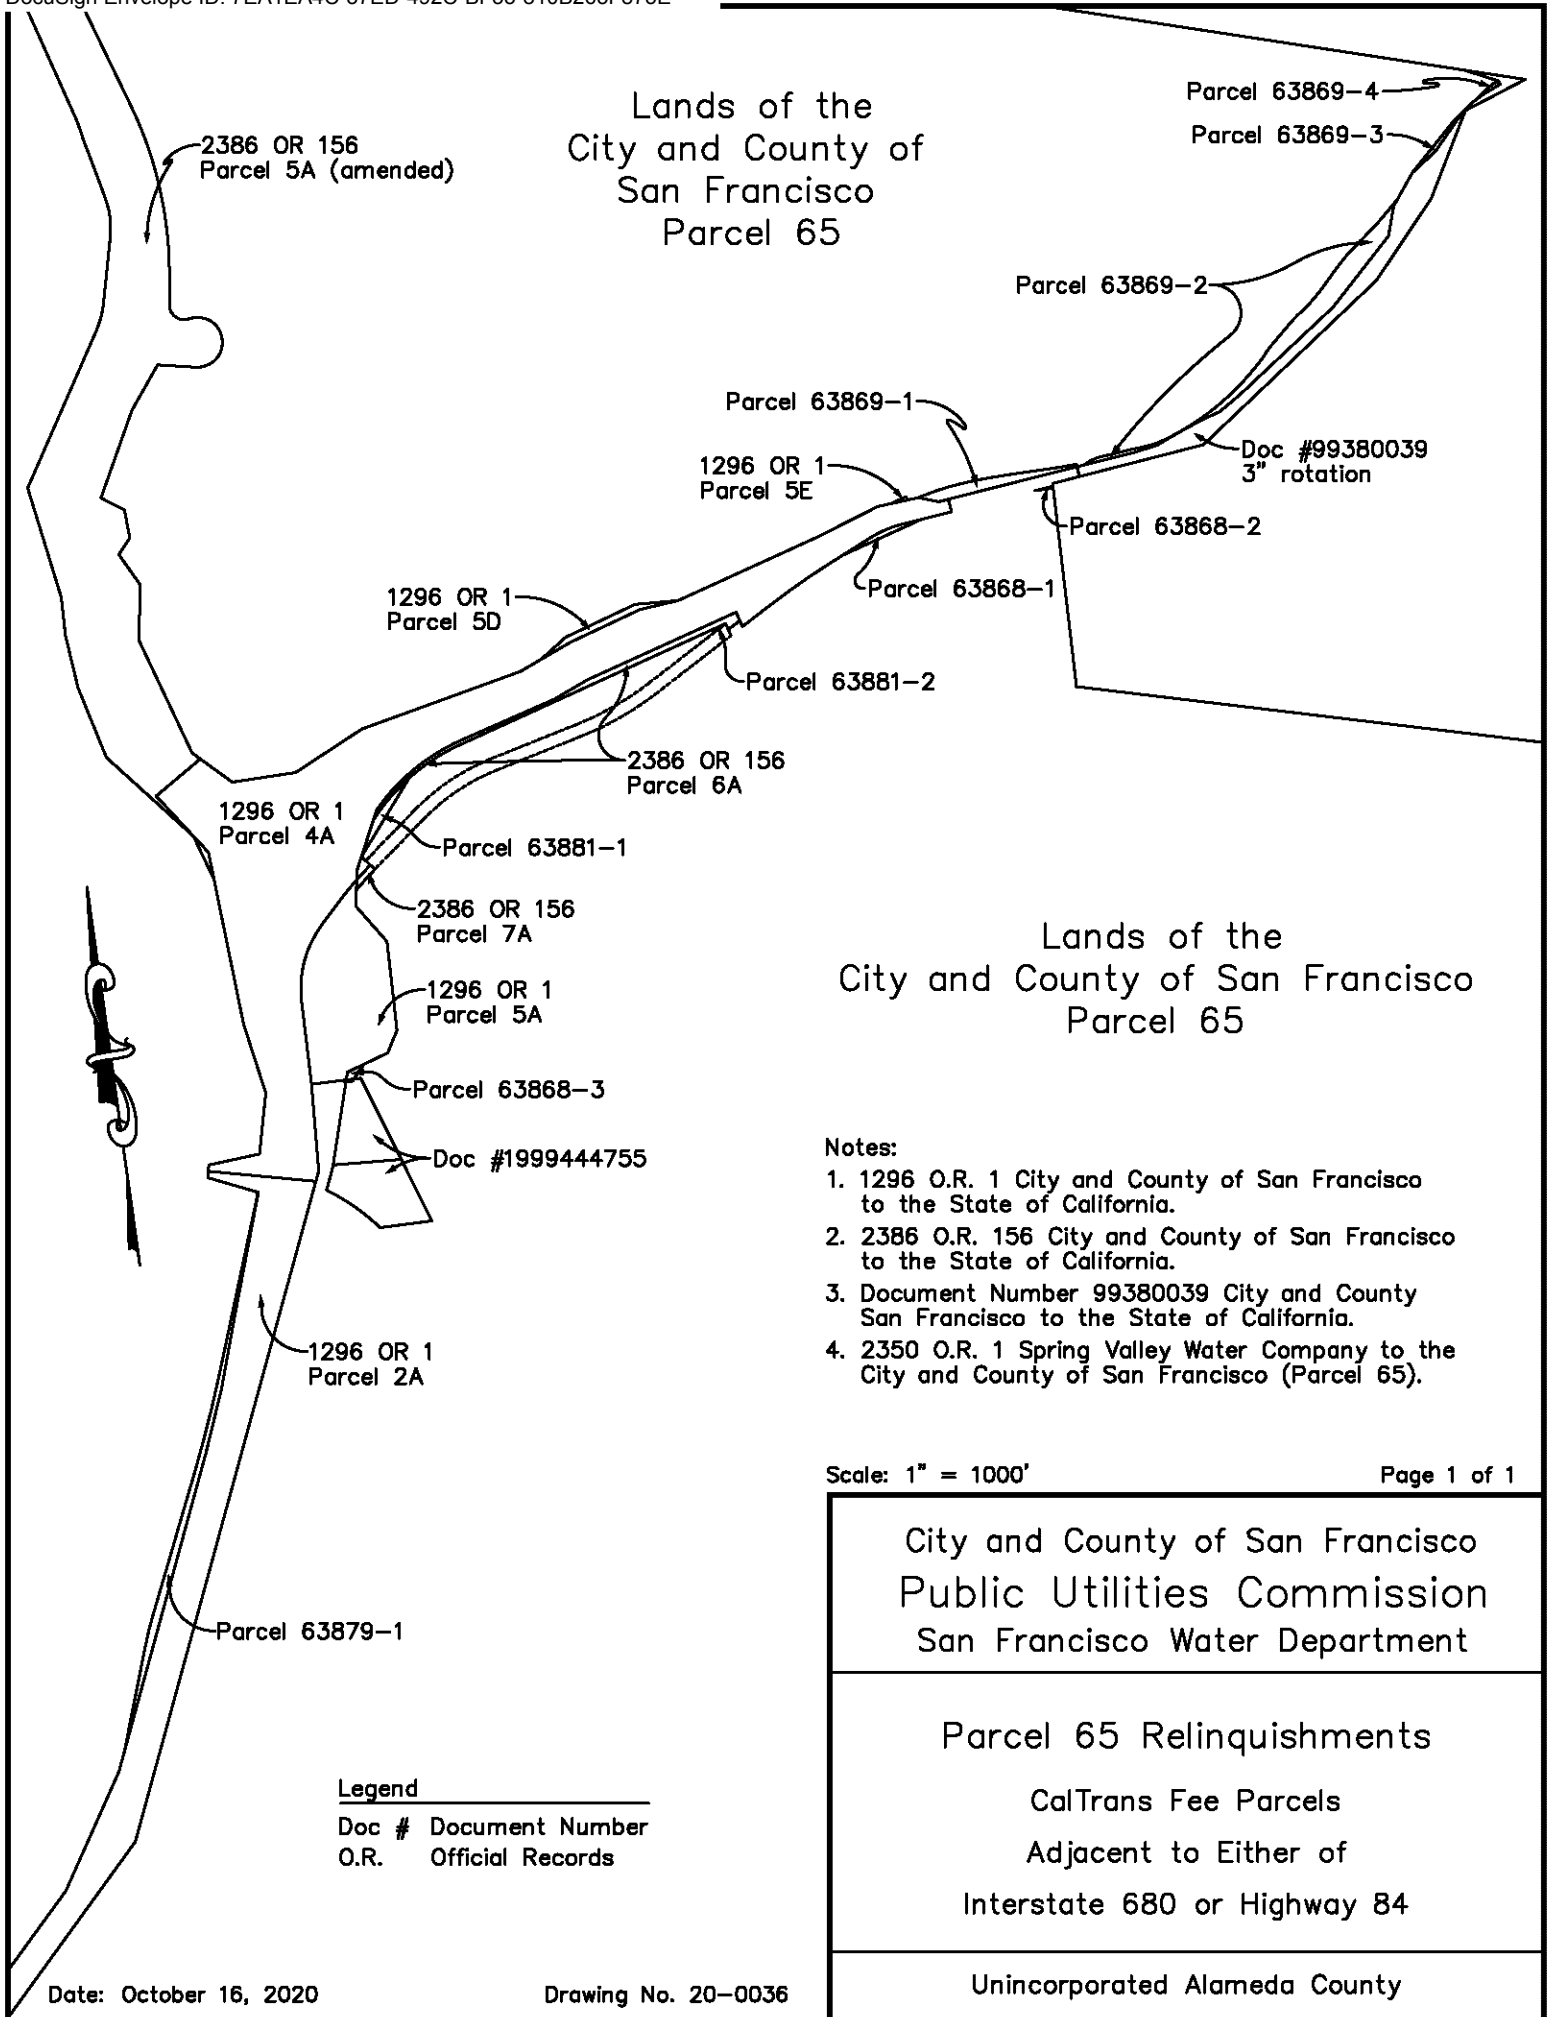 Lands of the
City and County of
San Francisco
Parcel 65
2386 OR 156
Parcel 5A (amended)
Parcel 63869-4
Parcel 63869-3
Parcel 63869-2
Parcel 63869-1
1296 OR 1
Parcel 5E
Doc #99380039
3" rotation
Parcel 63868-2
Parcel 63868-1
1296 OR 1
Parcel 5D
Parcel 63881-2
2386 OR 156
Parcel 6A
1296 OR 1
Parcel 4A
Parcel 63881-1
2386 OR 156
Parcel 7A
Lands of the
City and County of San Francisco
Parcel 65
1296 OR 1
Parcel 5A
Parcel 63868-3
Doc #1999444755
Notes:
1. 1296 O.R. 1 City and County of San Francisco
to the State of California.
2. 2386 O.R. 156 City and County of San Francisco
to the State of California.
3. Document Number 99380039 City and County
San Francisco to the State of California.
4. 2350 O.R. 1 Spring Valley Water Company to the
City and County of San Francisco (Parcel 65).
1296 OR 1
Parcel 2A
Scale: 1" = 1000'
Page 1 of 1
City and County of San Francisco
Public Utilities Commission
San Francisco Water Department
Parcel 63879-1
Parcel 65 Relinquishments
CalTrans Fee Parcels
Adjacent to Either of
Interstate 680 or Highway 84
Legend
Doc # Document Number
O.R. Official Records
Unincorporated Alameda County
Date: October 16, 2020
Drawing No. 20-0036